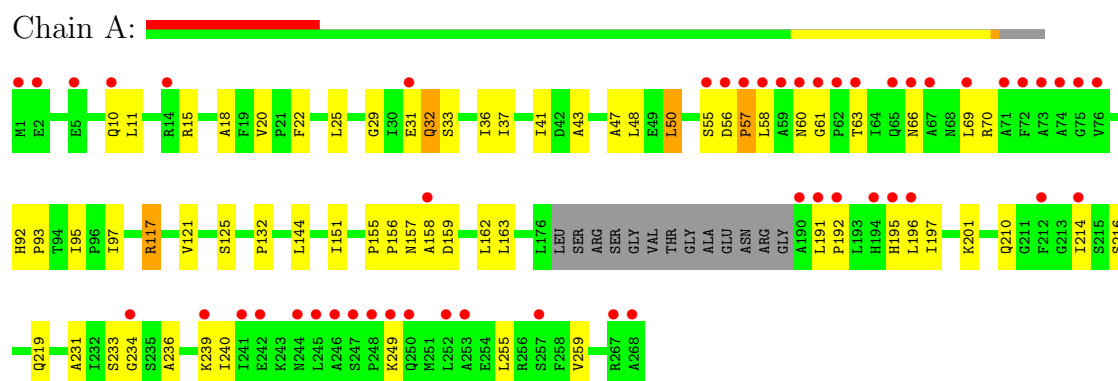 Chain A:
M1 E2 E5 Q10 L11 R14 R15 A18 F19 V20 P21 F22 L25 G29 I30 E31 Q32 S33 I36 I37 I41 D42 A43 A47 L48 E49 L50 S55 D56 P57 L58 A59 N60 G61 P62 T63 I64 Q65 N66 A67 N68 L69 R70 A71 F72 A73 A74 G75 V76
H92 P93 T94 I95 P96 I97 R117 V121 S125 P132 L144 I151 P155 P156 N157 A158 D159 L162 L163 L176 LEU SER ARG SER GLY VAL THR GLY ALA GLU ASN ARG GLY A190 L191 P192 L193 H194 H195 L196 I197 K201 Q210 G211 F212 G213 I214 S215 S216
Q219 A231 I232 S233 G234 S235 A236 K239 I240 I241 E242 K243 N244 L245 A246 S247 P248 K249 Q250 M251 L252 A253 E254 L255 R256 S257 F258 V259 R267 A268